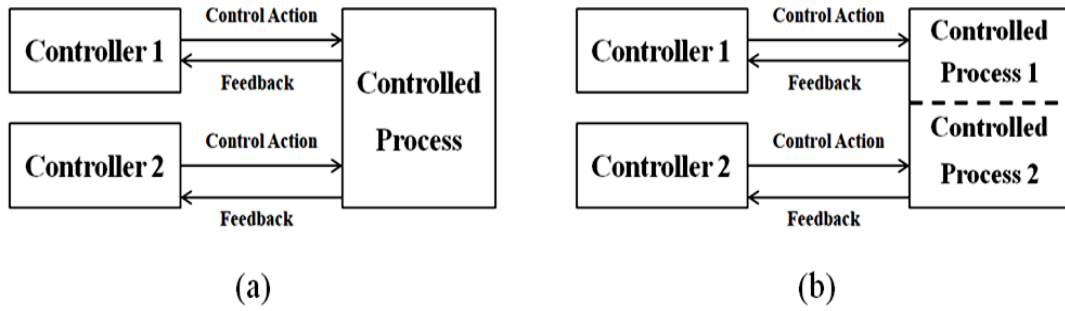 Control Action
Controller 1
Feedback
Controlled
Process
Control Action
Controller 2
Feedback
(a)
Control Action
Controller 1
Feedback
Controlled
Process 1
Controlled
Process 2
Control Action
Controller 2
Feedback
(b)